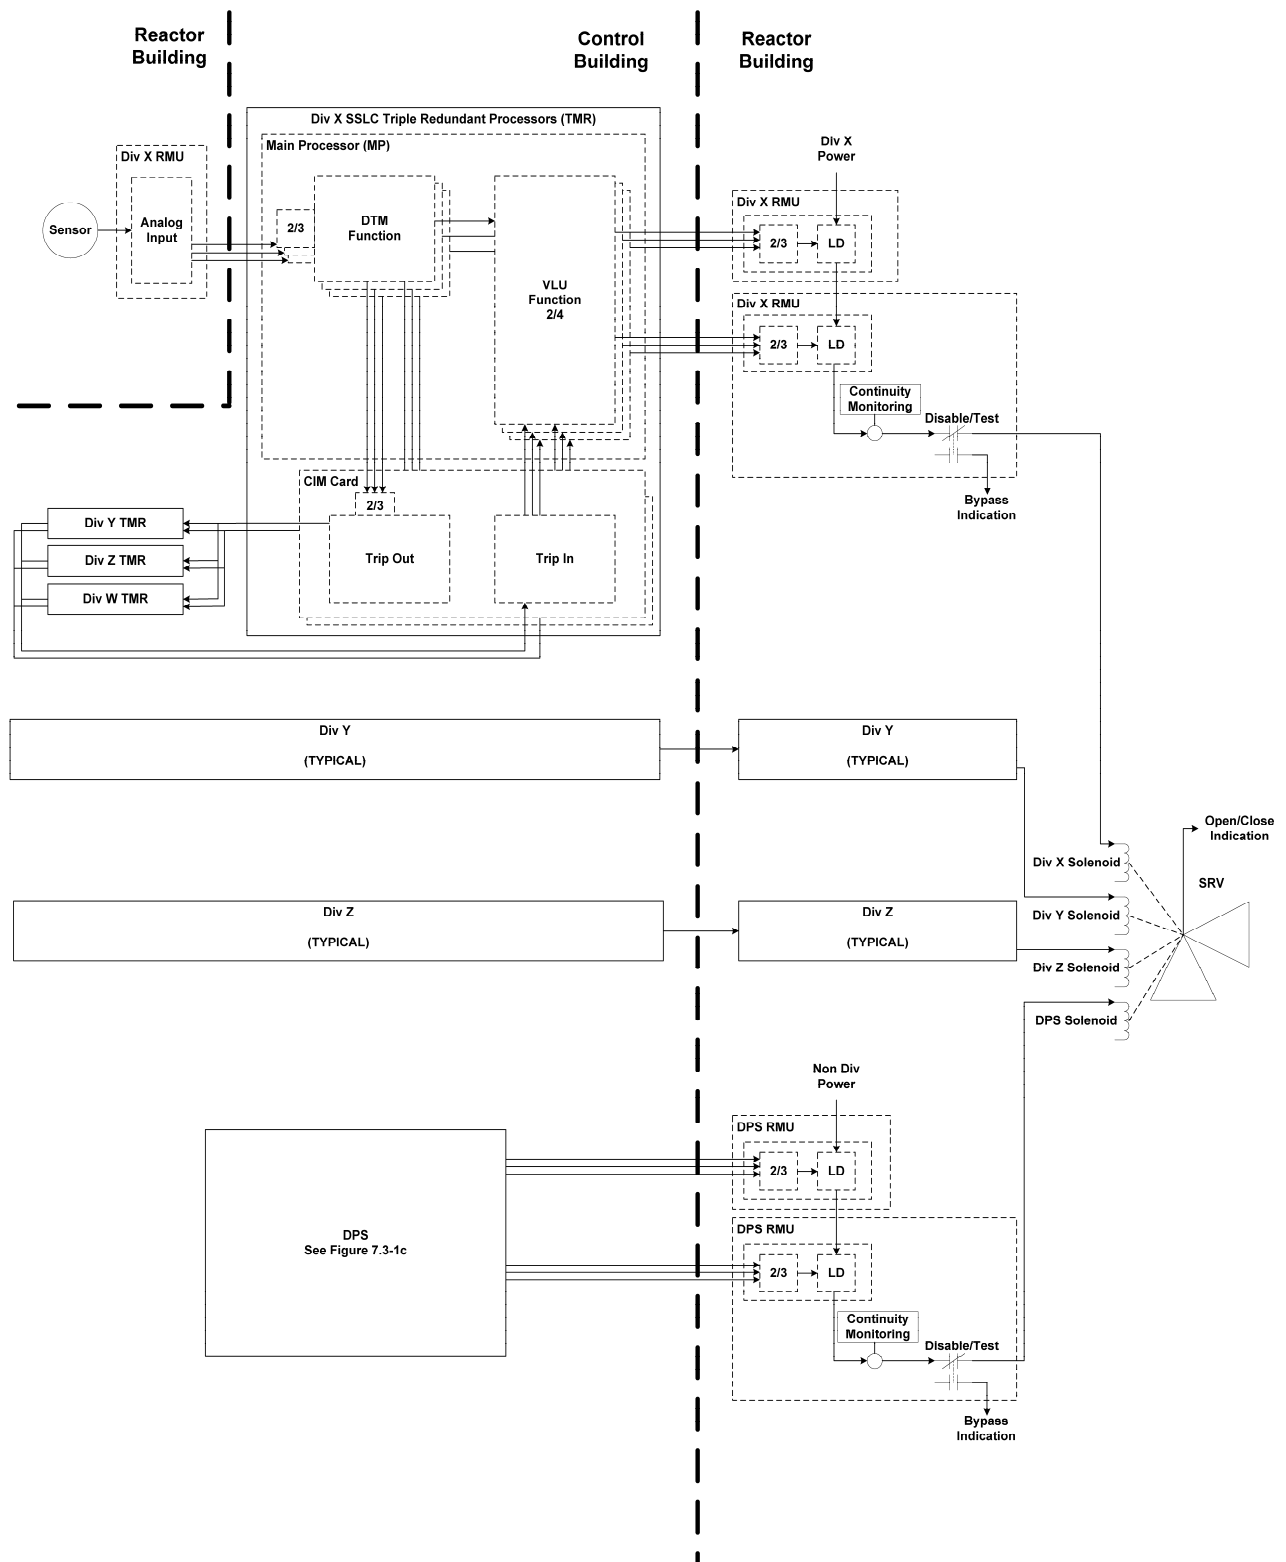 Reactor
Building
Control
Building
Reactor
Building
Div X SSLC Triple Redundant Processors (TMR)
Main Processor (MP)
Div X RMU
Sensor
Analog
Input
2/3
DTM
Function
VLU
Function
2/4
Div X
Power
Div X RMU
2/3
LD
Div X RMU
2/3
LD
Continuity
Monitoring
Disable/Test
Bypass
Indication
CIM Card
2/3
Trip Out
Trip In
Div Y TMR
Div Z TMR
Div W TMR
Div Y
(TYPICAL)
Div Y
(TYPICAL)
Open/Close
Indication
Div X Solenoid
SRV
Div Y Solenoid
Div Z Solenoid
DPS Solenoid
Div Z
(TYPICAL)
Div Z
(TYPICAL)
Non Div
Power
DPS RMU
2/3
LD
DPS
See Figure 7.3-1c
DPS RMU
2/3
LD
Continuity
Monitoring
Disable/Test
Bypass
Indication